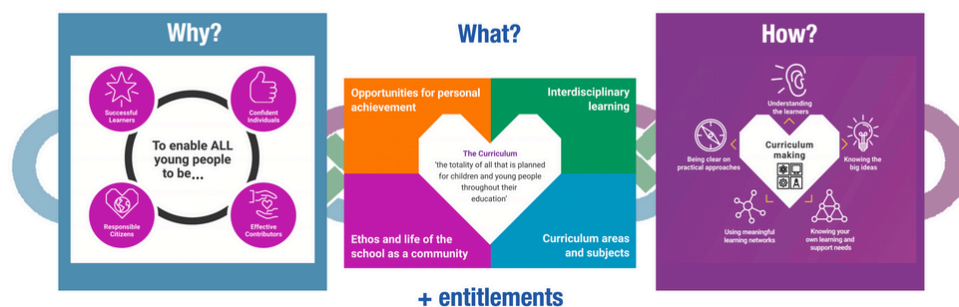 Why?
Successful
Learners
Confident
Individuals
To enable ALL
young people
to be...
Responsible
Citizens
Effective
Contributors
What?
Opportunities for personal
achievement
Interdisciplinary
learning
The Curriculum
'the totality of all that is planned
for children and young people
throughout their
education'
Ethos and life of the
school as a community
Curriculum areas
and subjects
+ entitlements
How?
Understanding
the learners
Being clear on
practical approaches
Curriculum
making
Knowing the
big ideas
Using meaningful
learning networks
Knowing your
own learning and
support needs